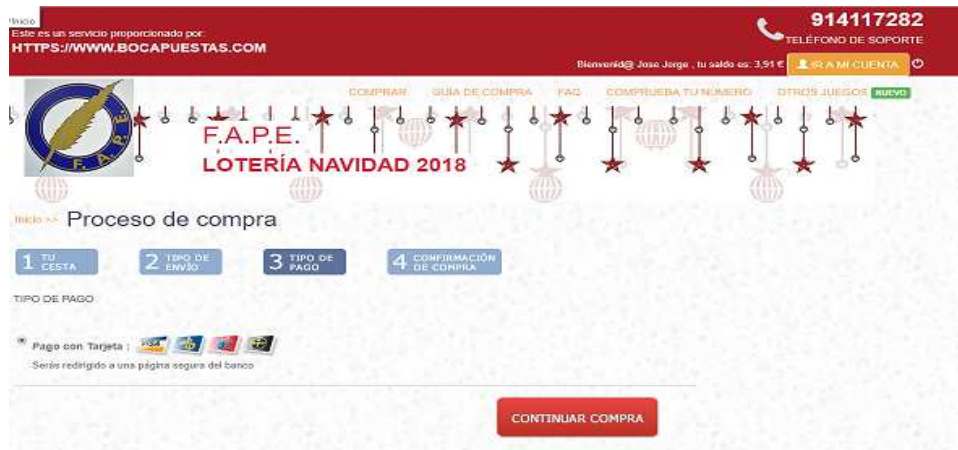 Inicio
Este es un servicio proporcionado por:
HTTPS://WWW.BOCAPUESTAS.COM
914117282
TELÉFONO DE SOPORTE
Bienvenid@ Jose Jorge , tu saldo es: 3,91 € IR A MI CUENTA
COMPRAR GUÍA DE COMPRA FAQ COMPRUEBA TU NÚMERO OTROS JUEGOS NUEVO
F.A.P.E.
F.A.P.E.
LOTERÍA NAVIDAD 2018
Inicio >> Proceso de compra
1 TU CESTA 2 TIPO DE ENVÍO 3 TIPO DE PAGO 4 CONFIRMACIÓN DE COMPRA
TIPO DE PAGO
Pago con Tarjeta : VISA
Serás redirigido a una página segura del banco
CONTINUAR COMPRA